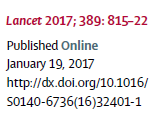 Lancet 2017; 389: 815–22
Published Online
January 19, 2017
http://dx.doi.org/10.1016/
S0140-6736(16)32401-1